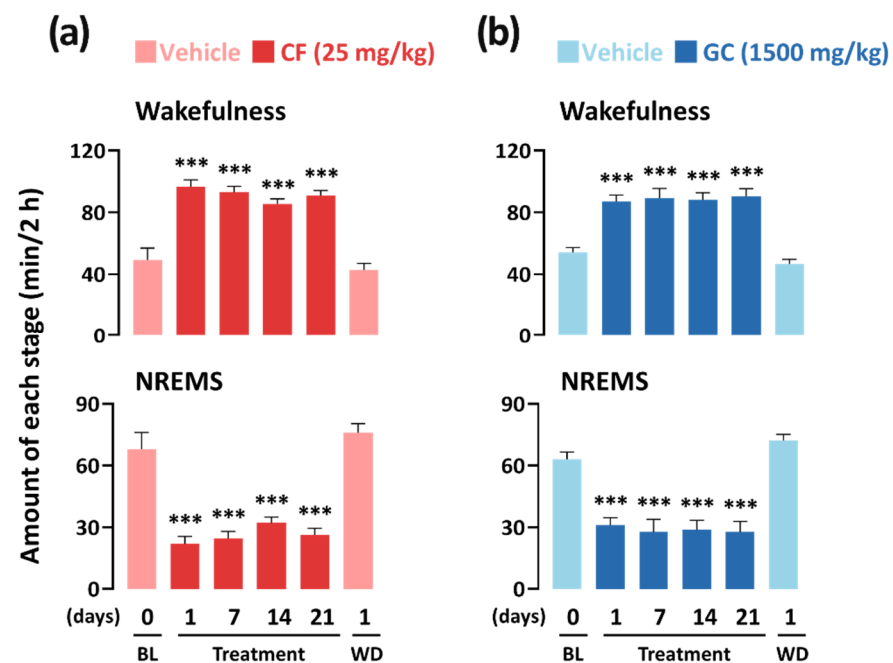 (a)
Vehicle CF (25 mg/kg)
Wakefulness
120
80
40
0
*** *** *** ***
NREMS
90
60
30
0
*** *** *** ***
(days) 0 1 7 14 21 1
BL Treatment WD
Amount of each stage (min/2 h)
(b)
Vehicle GC (1500 mg/kg)
Wakefulness
120
80
40
0
*** *** *** ***
NREMS
90
60
30
0
*** *** *** ***
0 1 7 14 21 1
BL Treatment WD